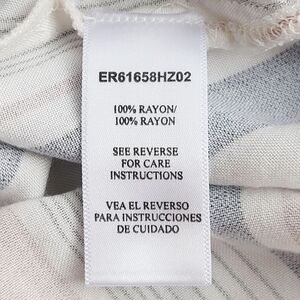 ER61658HZ02
100% RAYON/
100% RAYON
SEE REVERSE
FOR CARE
INSTRUCTIONS
VEA EL REVERSO
PARA INSTRUCCIONES
DE CUIDADO